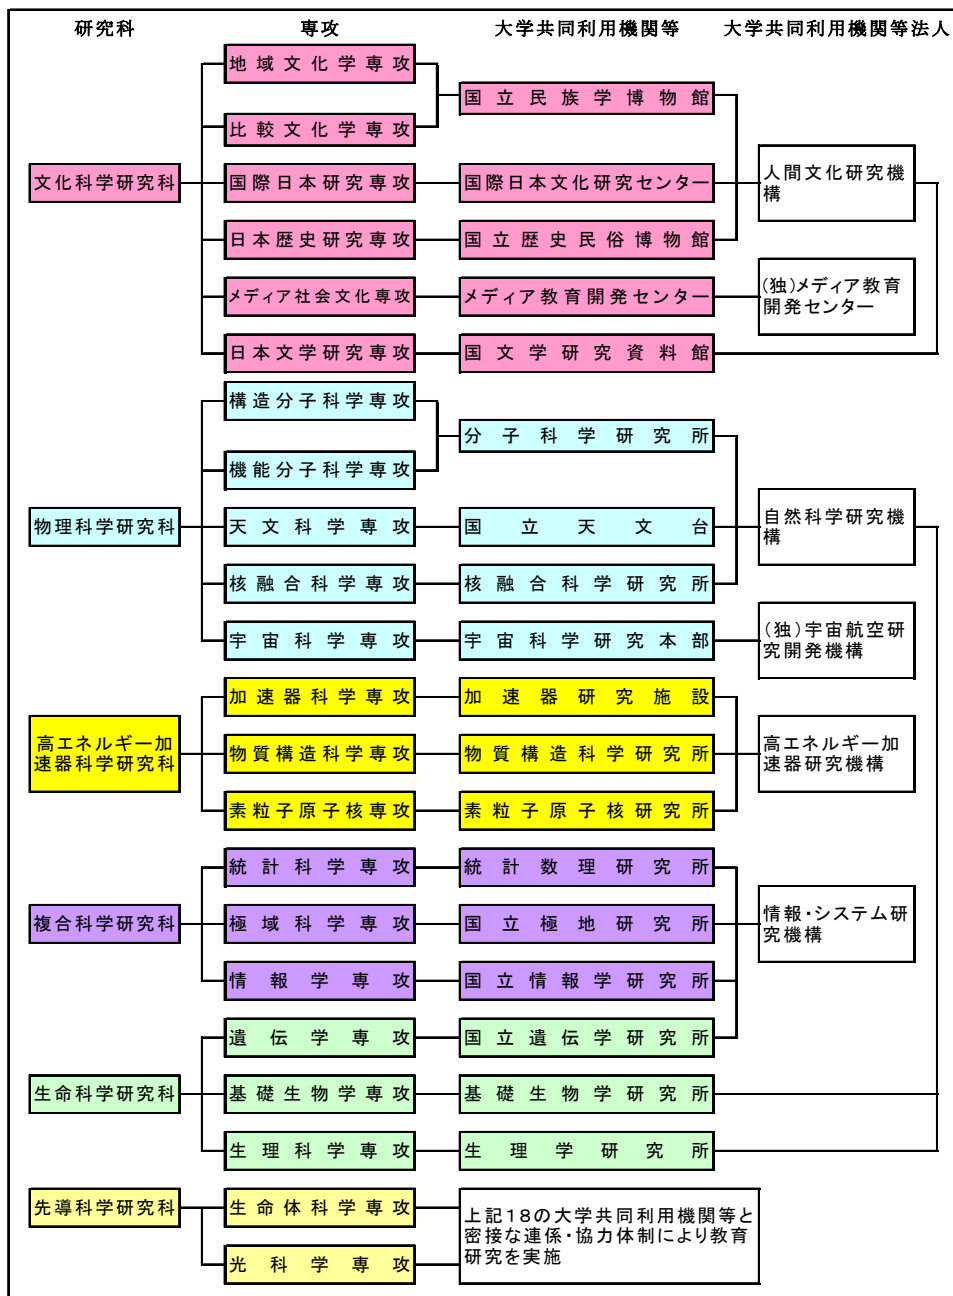 研究科 専攻 大学共同利用機関等 大学共同利用機関等法人
地域文化学専攻
国立民族学博物館
比較文化学専攻
文化科学研究科 国際日本研究専攻 国際日本文化研究センター
人間文化研究機
構
日本歴史研究専攻 国立歴史民俗博物館
メディア社会文化専攻 メディア教育開発センター
(独)メディア教育
開発センター
日本文学研究専攻 国文学研究資料館
構造分子科学専攻
分子科学研究所
機能分子科学専攻
物理科学研究科 天文科学専攻 国立天文台
自然科学研究機
構
核融合科学専攻 核融合科学研究所
宇宙科学専攻 宇宙科学研究本部
(独)宇宙航空研
究開発機構
加速器科学専攻 加速器研究施設
高エネルギー加
速器科学研究科
物質構造科学専攻 物質構造科学研究所
高エネルギー加
速器研究機構
素粒子原子核専攻 素粒子原子核研究所
統計科学専攻 統計数理研究所
複合科学研究科 極域科学専攻 国立極地研究所
情報・システム研
究機構
情報学専攻 国立情報学研究所
遺伝学専攻 国立遺伝学研究所
生命科学研究科 基礎生物学専攻 基礎生物学研究所
生理科学専攻 生理学研究所
先導科学研究科 生命体科学専攻
上記18の大学共同利用機関等と
密接な連係・協力体制により教育
研究を実施
光科学専攻